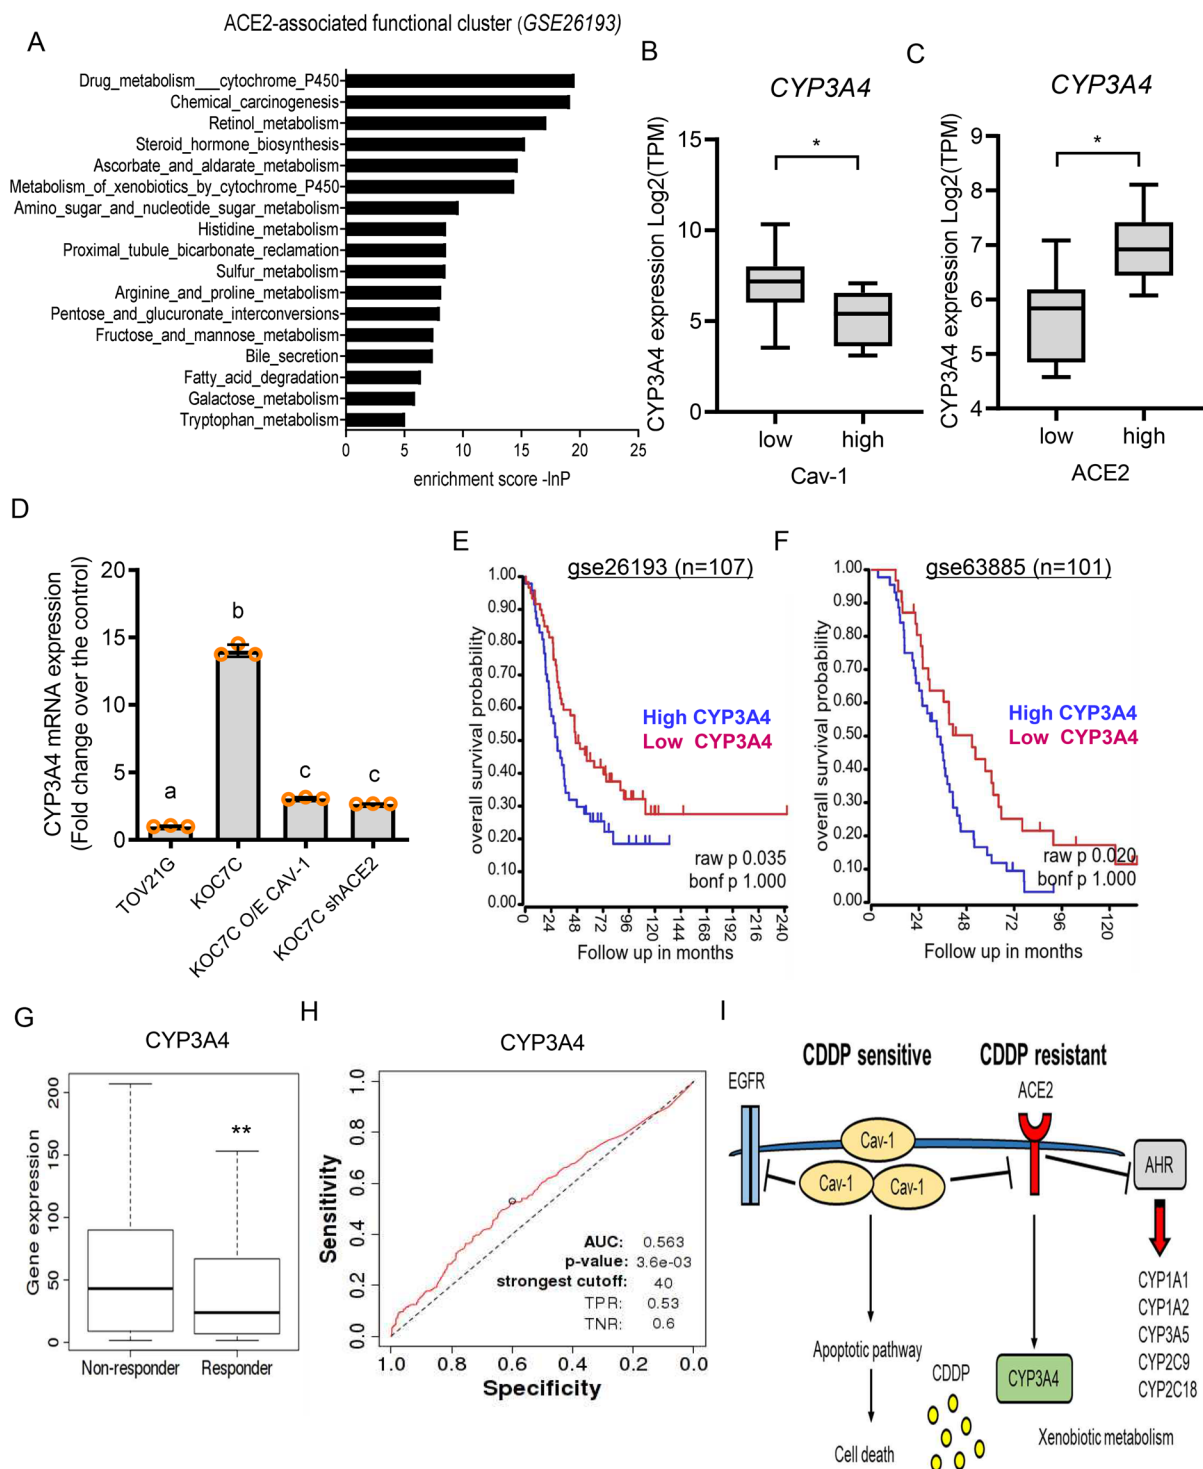 ACE2-associated functional cluster (GSE26193)
A
Drug_metabolism___cytochrome_P450
Chemical_carcinogenesis
Retinol_metabolism
Steroid_hormone_biosynthesis
Ascorbate_and_aldarate_metabolism
Metabolism_of_xenobiotics_by_cytochrome_P450
Amino_sugar_and_nucleotide_sugar_metabolism
Histidine_metabolism
Proximal_tubule_bicarbonate_reclamation
Sulfur_metabolism
Arginine_and_proline_metabolism
Pentose_and_glucuronate_interconversions
Fructose_and_mannose_metabolism
Bile_secretion
Fatty_acid_degradation
Galactose_metabolism
Tryptophan_metabolism
0 5 10 15 20 25
enrichment score -lnP
B
CYP3A4
CYP3A4 expression Log2(TPM)
15
10
5
0
*
low high
Cav-1
C
CYP3A4
CYP3A4 expression Log2(TPM)
9
8
7
6
5
4
*
low high
ACE2
D
CYP3A4 mRNA expression
(Fold change over the control)
20
15
10
5
0
a
b
c
c
TOV21G
KOC7C
KOC7C O/E CAV-1
KOC7C shACE2
E
gse26193 (n=107)
overall survival probability
1.00
0.90
0.80
0.70
0.60
0.50
0.40
0.30
0.20
0.10
0.00
High CYP3A4
Low CYP3A4
raw p 0.035
bonf p 1.000
0 24 48 72 96 120 144 168 192 216 240
Follow up in months
F
gse63885 (n=101)
overall survival probability
1.00
0.90
0.80
0.70
0.60
0.50
0.40
0.30
0.20
0.10
0.00
High CYP3A4
Low CYP3A4
raw p 0.020
bonf p 1.000
0 24 48 72 96 120
Follow up in months
G
CYP3A4
Gene expression
200
150
100
50
0
**
Non-responder Responder
H
CYP3A4
Sensitivity
1.0
0.8
0.6
0.4
0.2
0.0
AUC: 0.563
p-value: 3.6e-03
strongest cutoff: 40
TPR: 0.53
TNR: 0.6
1.0 0.8 0.6 0.4 0.2 0.0
Specificity
I
CDDP sensitive CDDP resistant
EGFR
ACE2
Cav-1
Cav-1 Cav-1
AHR
CYP1A1
CYP1A2
CYP3A5
CYP2C9
CYP2C18
Apoptotic pathway
CDDP
CYP3A4
Cell death
Xenobiotic metabolism